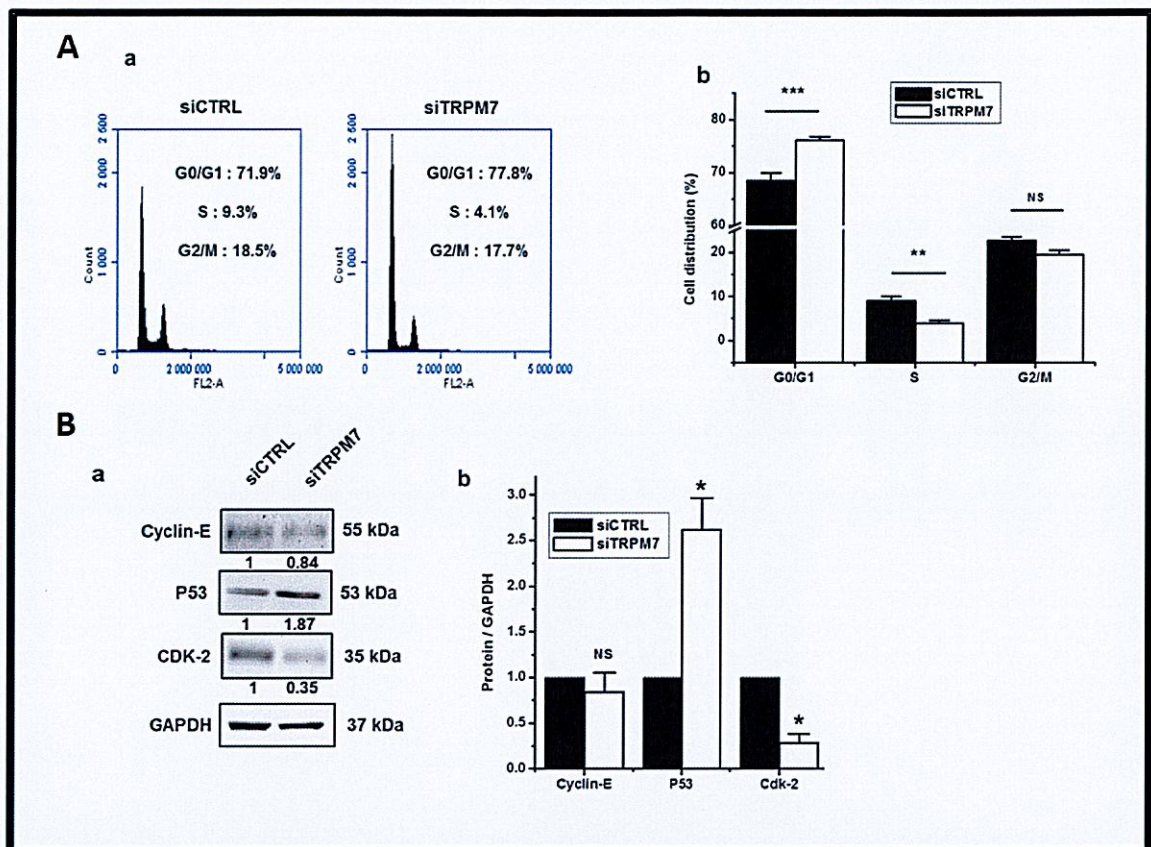 A
a
siCTRL
2 500
2 000
1 000
0
Count
G0/G1 : 71.9%
S : 9.3%
G2/M : 18.5%
0
2 000 000
5 000 000
FL2-A
siTRPM7
2 500
2 000
1 000
0
Count
G0/G1 : 77.8%
S : 4.1%
G2/M : 17.7%
0
2 000 000
5 000 000
FL2-A
b
siCTRL
siTRPM7
***
**
NS
80
70
60
20
10
0
Cell distribution (%)
G0/G1
S
G2/M
B
a
siCTRL
siTRPM7
Cyclin-E
55 kDa
1 0.84
P53
53 kDa
1 1.87
CDK-2
35 kDa
1 0.35
GAPDH
37 kDa
b
siCTRL
siTRPM7
3.0
2.5
2.0
1.5
1.0
0.5
0.0
Protein / GAPDH
NS
*
*
Cyclin-E
P53
Cdk-2